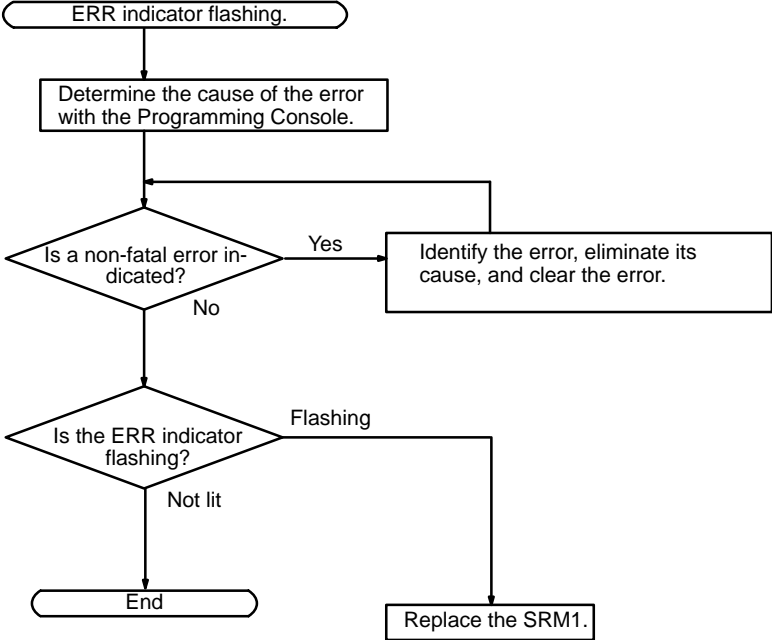 ERR indicator flashing.
Determine the cause of the error
with the Programming Console.
Is a non-fatal error in-
dicated?
Yes
Identify the error, eliminate its
cause, and clear the error.
No
Is the ERR indicator
flashing?
Flashing
Not lit
End
Replace the SRM1.